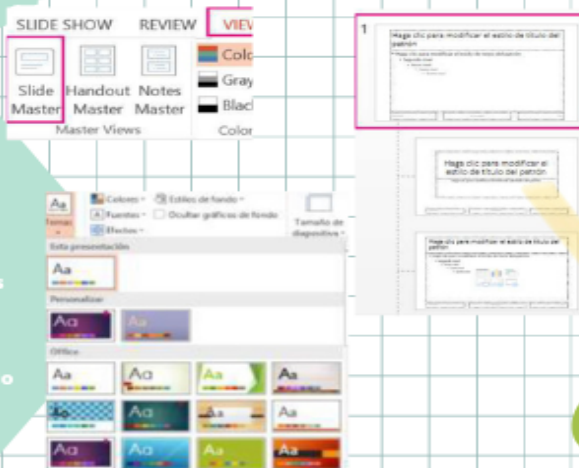 SLIDE SHOW REVIEW VIEW
Slide Master
Handout Master
Notes Master
Master Views
Colo
Gray
Blac
Color
1
Haga clic para modificar el estilo de título del patrón
Haga clic para modificar el estilo de título del patrón
Haga clic para modificar el estilo de título del patrón
Aa
Temas
Colores
Fuentes
Efectos
Estilos de fondo
Ocultar gráficos de fondo
Tamaño de diapositiva
Esta presentación
Aa
Personalizar
Aa Aa
Office
Aa Aa Aa Aa
Aa Aa Aa Aa
Aa Aa Aa Aa
s
o